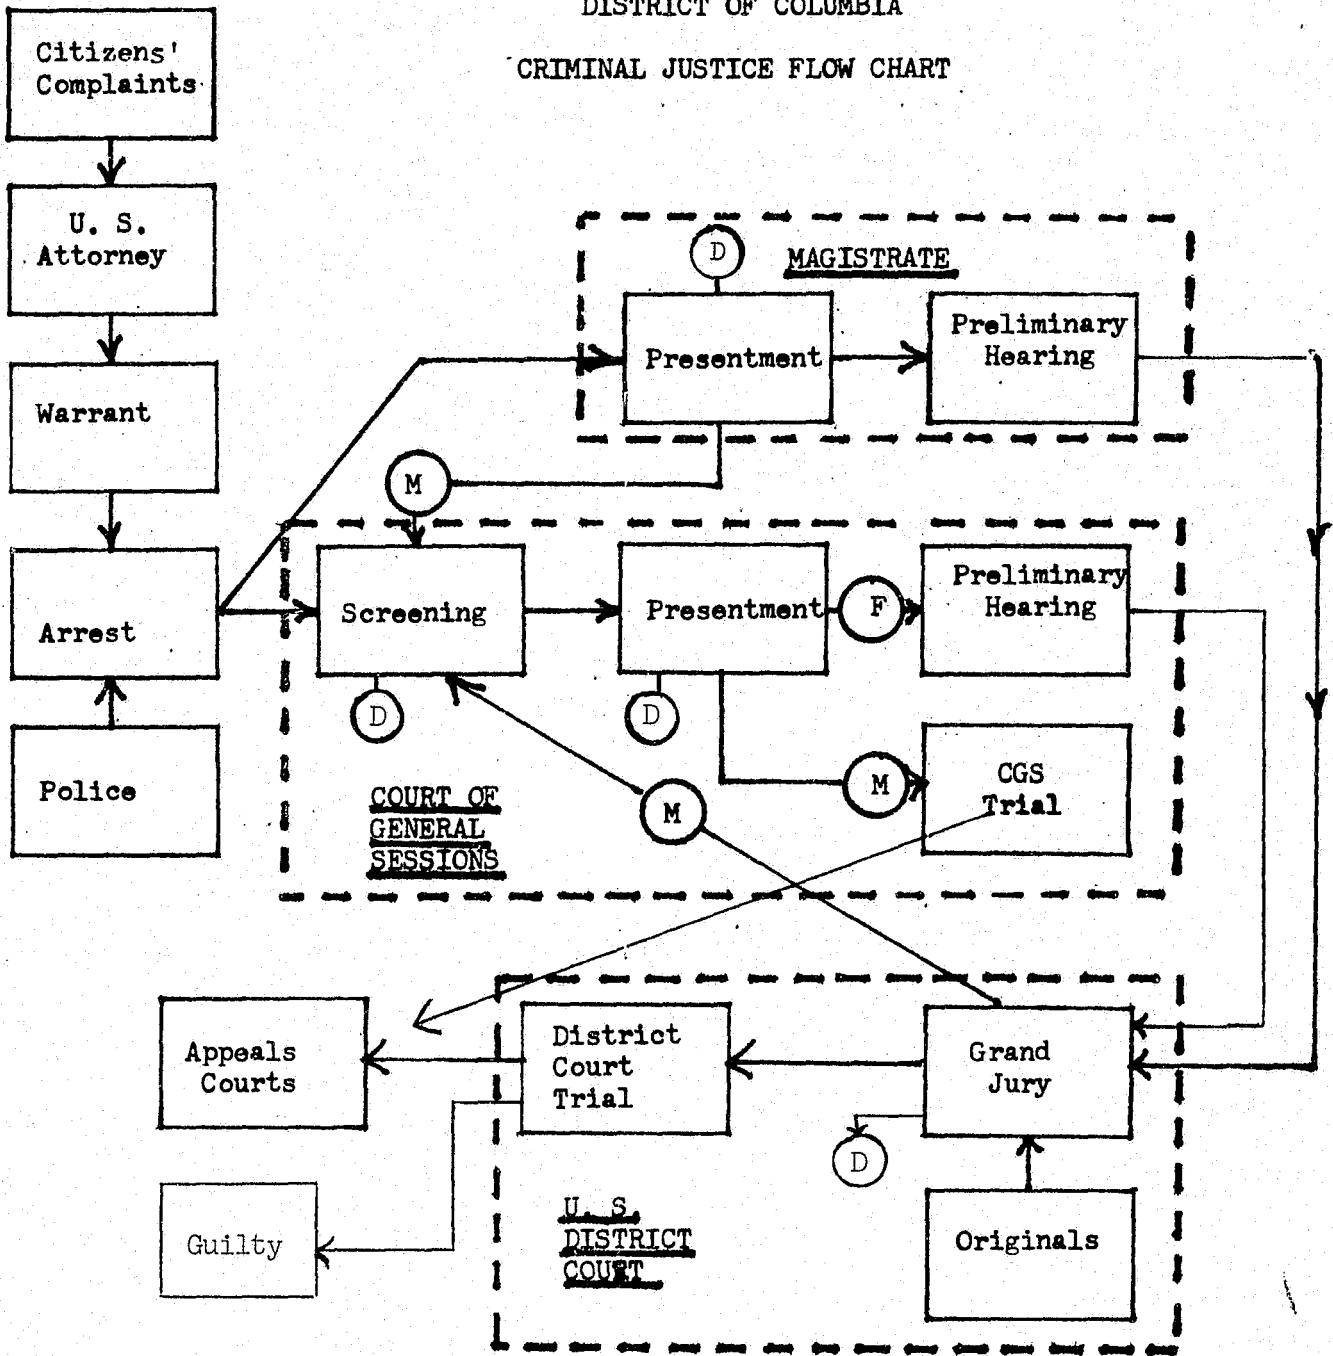 DISTRICT OF COLUMBIA
CRIMINAL JUSTICE FLOW CHART
Citizens'
Complaints
U. S.
Attorney
Warrant
Arrest
Police
D
MAGISTRATE
Presentment
Preliminary
Hearing
M
Screening
Presentment
F
Preliminary
Hearing
D
D
M
CGS
Trial
M
COURT OF
GENERAL
SESSIONS
Appeals
Courts
District
Court
Trial
Grand
Jury
D
Guilty
U. S.
DISTRICT
COURT
Originals